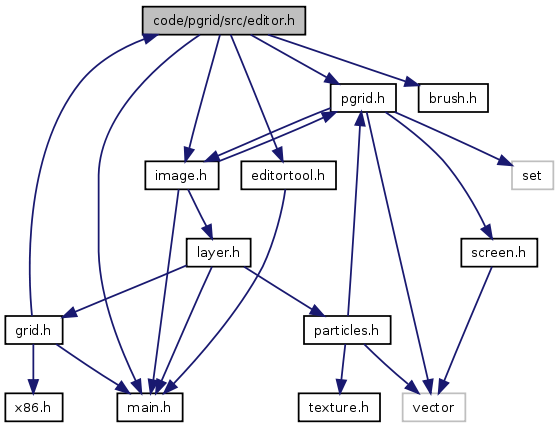 code/pgrid/src/editor.h
pgrid.h
brush.h
image.h
editortool.h
set
layer.h
screen.h
grid.h
particles.h
x86.h
main.h
texture.h
vector